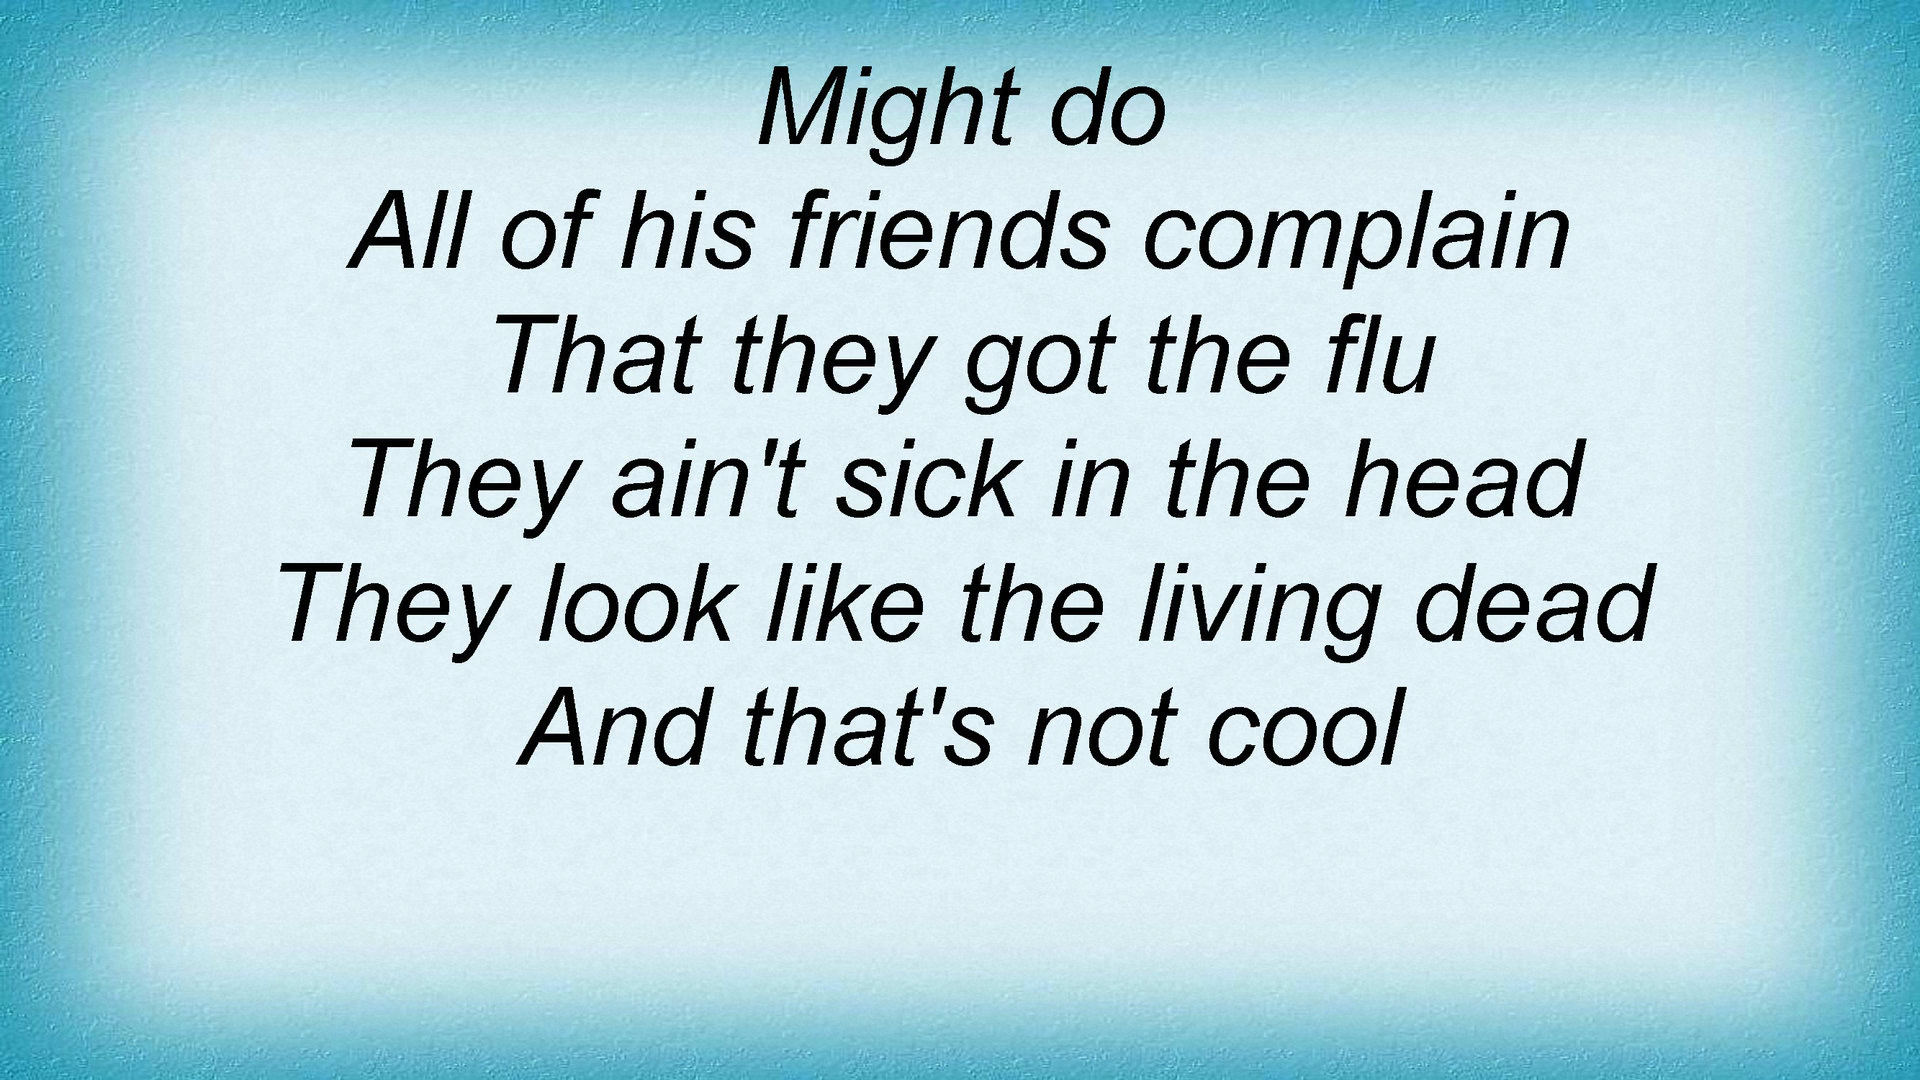 Might do
All of his friends complain
That they got the flu
They ain't sick in the head
They look like the living dead
And that's not cool